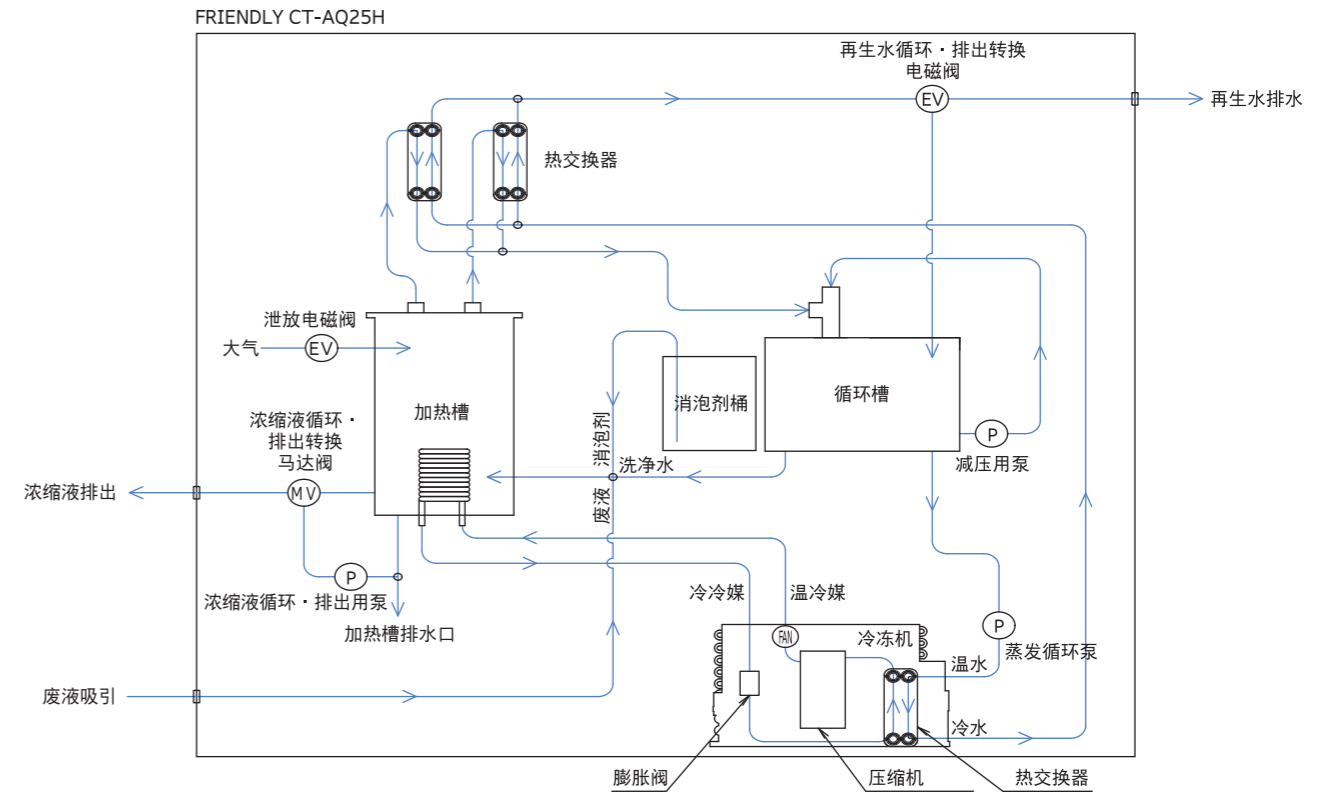 FRIENDLY CT-AQ25H
再生水循环・排出转换
电磁阀
EV
再生水排水
热交换器
泄放电磁阀
大气
EV
加热槽
消泡剂桶
循环槽
浓缩液循环・
排出转换
马达阀
消泡剂
洗净水
P
减压用泵
浓缩液排出
MV
废液
P
浓缩液循环・排出用泵
加热槽排水口
冷冷媒
温冷媒
FAN
冷冻机
P
蒸发循环泵
温水
废液吸引
冷水
膨胀阀
压缩机
热交换器